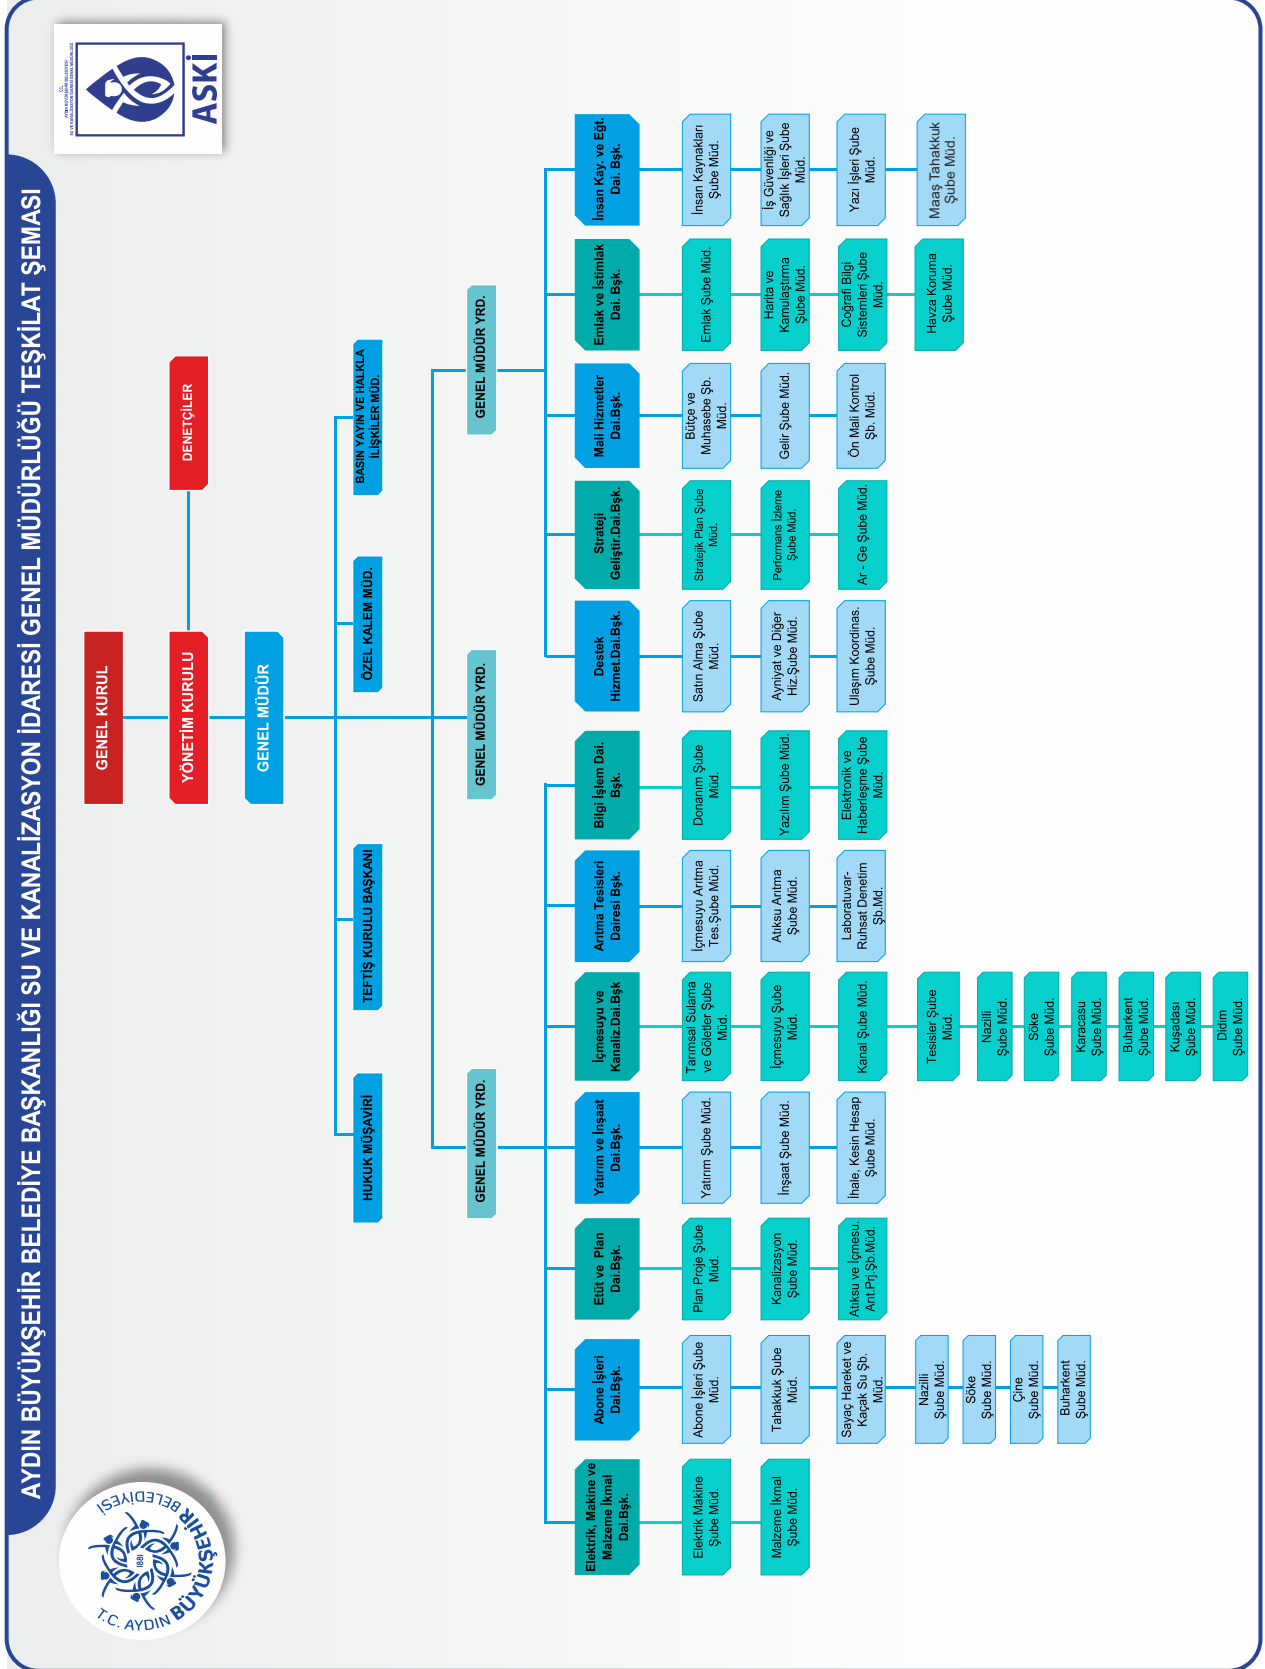 AYDIN BÜYÜKŞEHİR BELEDİYE BAŞKANLIĞI SU VE KANALİZASYON İDARESİ GENEL MÜDÜRLÜĞÜ TEŞKİLAT ŞEMASI
T.C. AYDIN BÜYÜKŞEHİR BELEDİYESİ
1881
T.C.
AYDIN BÜYÜKŞEHİR BELEDİYESİ
SU VE KANALİZASYON İDARESİ GENEL MÜDÜRLÜĞÜ
ASKİ
GENEL KURUL
YÖNETİM KURULU
DENETÇİLER
GENEL MÜDÜR
HUKUK MÜŞAVİRİ
TEFTİŞ KURULU BAŞKANI
ÖZEL KALEM MÜD.
BASIN YAYIN VE HALKLA
İLİŞKİLER MÜD.
GENEL MÜDÜR YRD.
GENEL MÜDÜR YRD.
GENEL MÜDÜR YRD.
Elektrik, Makine ve
Malzeme İkmal
Dai.Bşk.
Elektrik Makine
Şube Müd.
Malzeme İkmal
Şube Müd.
Abone İşleri
Dai.Bşk.
Abone İşleri Şube
Müd.
Tahakkuk Şube
Müd.
Sayaç Hareket ve
Kaçak Su Şb.
Müd.
Nazilli
Şube Müd.
Söke
Şube Müd.
Çine
Şube Müd.
Buharkent
Şube Müd.
Etüt ve Plan
Dai.Bşk.
Plan Proje Şube
Müd.
Kanalizasyon
Şube Müd.
Atıksu ve İçmesu.
Arıt.Prj.Şb.Müd.
Yatırım ve İnşaat
Dai.Bşk.
Yatırım Şube Müd.
İnşaat Şube Müd.
İhale, Kesin Hesap
Şube Müd.
İçmesuyu ve
Kanaliz.Dai.Bşk
Tarımsal Sulama
ve Göletler Şube
Müd.
İçmesuyu Şube
Müd.
Kanal Şube Müd.
Tesisler Şube
Müd.
Nazilli
Şube Müd.
Söke
Şube Müd.
Karacasu
Şube Müd.
Buharkent
Şube Müd.
Kuşadası
Şube Müd.
Didim
Şube Müd.
Arıtma Tesisleri
Dairesi Bşk.
İçmesuyu Arıtma
Tes.Şube Müd.
Atıksu Arıtma
Şube Müd.
Laboratuvar-
Ruhsat Denetim
Şb.Md.
Bilgi İşlem Dai.
Bşk.
Donanım Şube
Müd.
Yazılım Şube Müd.
Elektronik ve
Haberleşme Şube
Müd.
Destek
Hizmet.Dai.Bşk.
Satın Alma Şube
Müd.
Ayniyat ve Diğer
Hiz.Şube Müd.
Ulaşım Koordinas.
Şube Müd.
Strateji
Geliştir.Dai.Bşk.
Stratejik Plan Şube
Müd.
Performans İzleme
Şube Müd.
Ar - Ge Şube Müd.
Mali Hizmetler
Dai.Bşk.
Bütçe ve
Muhasebe Şb.
Müd.
Gelir Şube Müd.
Ön Mali Kontrol
Şb. Müd.
Emlak ve İstimlak
Dai. Bşk.
Emlak Şube Müd.
Harita ve
Kamulaştırma
Şube Müd.
Coğrafi Bilgi
Sistemleri Şube
Müd.
Havza Koruma
Şube Müd.
İnsan Kay. ve Eğt.
Dai. Bşk.
İnsan Kaynakları
Şube Müd.
İş Güvenliği ve
Sağlık İşleri Şube
Müd.
Yazı İşleri Şube
Müd.
Maaş Tahakkuk
Şube Müd.